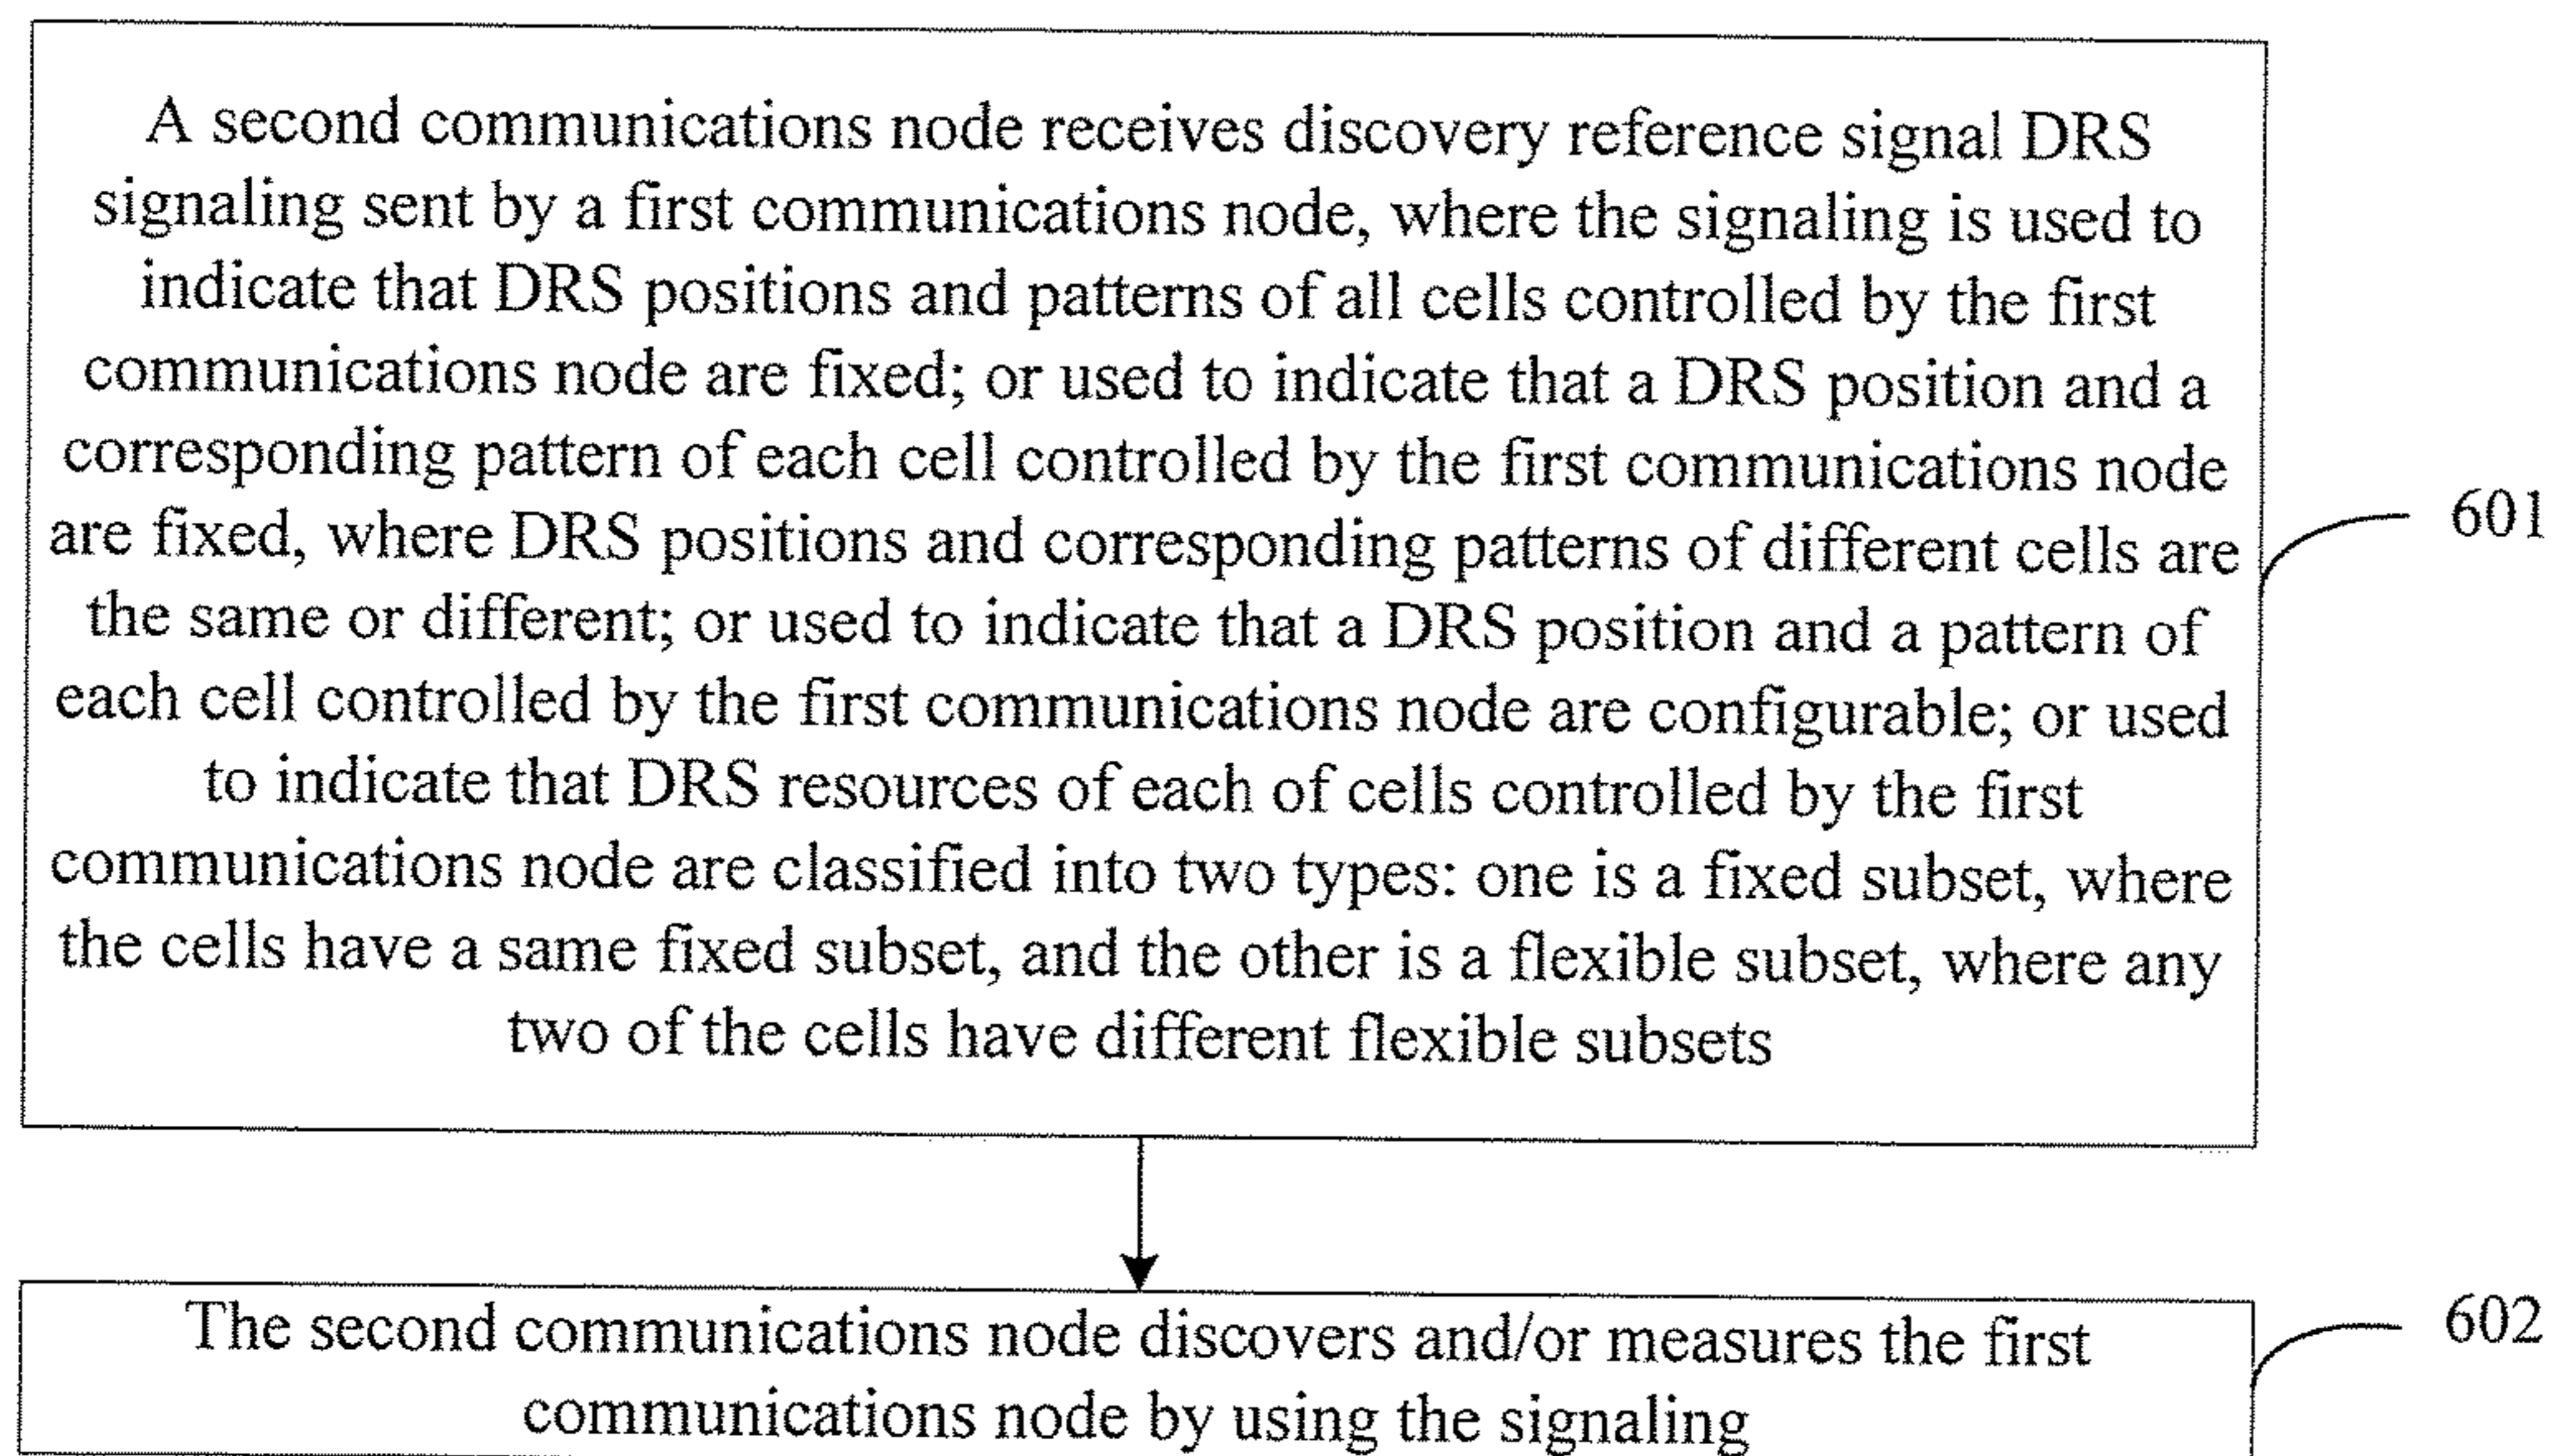 A second communications node receives discovery reference signal DRS
signaling sent by a first communications node, where the signaling is used to
indicate that DRS positions and patterns of all cells controlled by the first
communications node are fixed; or used to indicate that a DRS position and a
corresponding pattern of each cell controlled by the first communications node
are fixed, where DRS positions and corresponding patterns of different cells are
the same or different; or used to indicate that a DRS position and a pattern of
each cell controlled by the first communications node are configurable; or used
to indicate that DRS resources of each of cells controlled by the first
communications node are classified into two types: one is a fixed subset, where
the cells have a same fixed subset, and the other is a flexible subset, where any
two of the cells have different flexible subsets
601
The second communications node discovers and/or measures the first
communications node by using the signaling
602